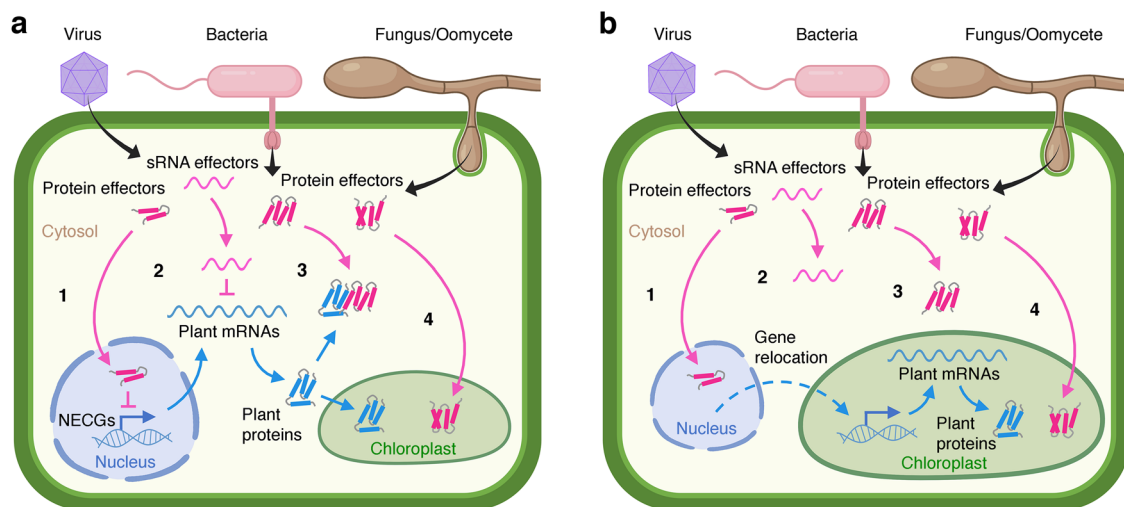 a
Virus
Bacteria
Fungus/Oomycete
sRNA effectors
Protein effectors
Protein effectors
Cytosol
1
2
3
4
Plant mRNAs
NECGs
Nucleus
Plant
proteins
Chloroplast
b
Virus
Bacteria
Fungus/Oomycete
sRNA effectors
Protein effectors
Protein effectors
Cytosol
1
2
3
4
Gene
relocation
Plant mRNAs
Nucleus
Plant
proteins
Chloroplast